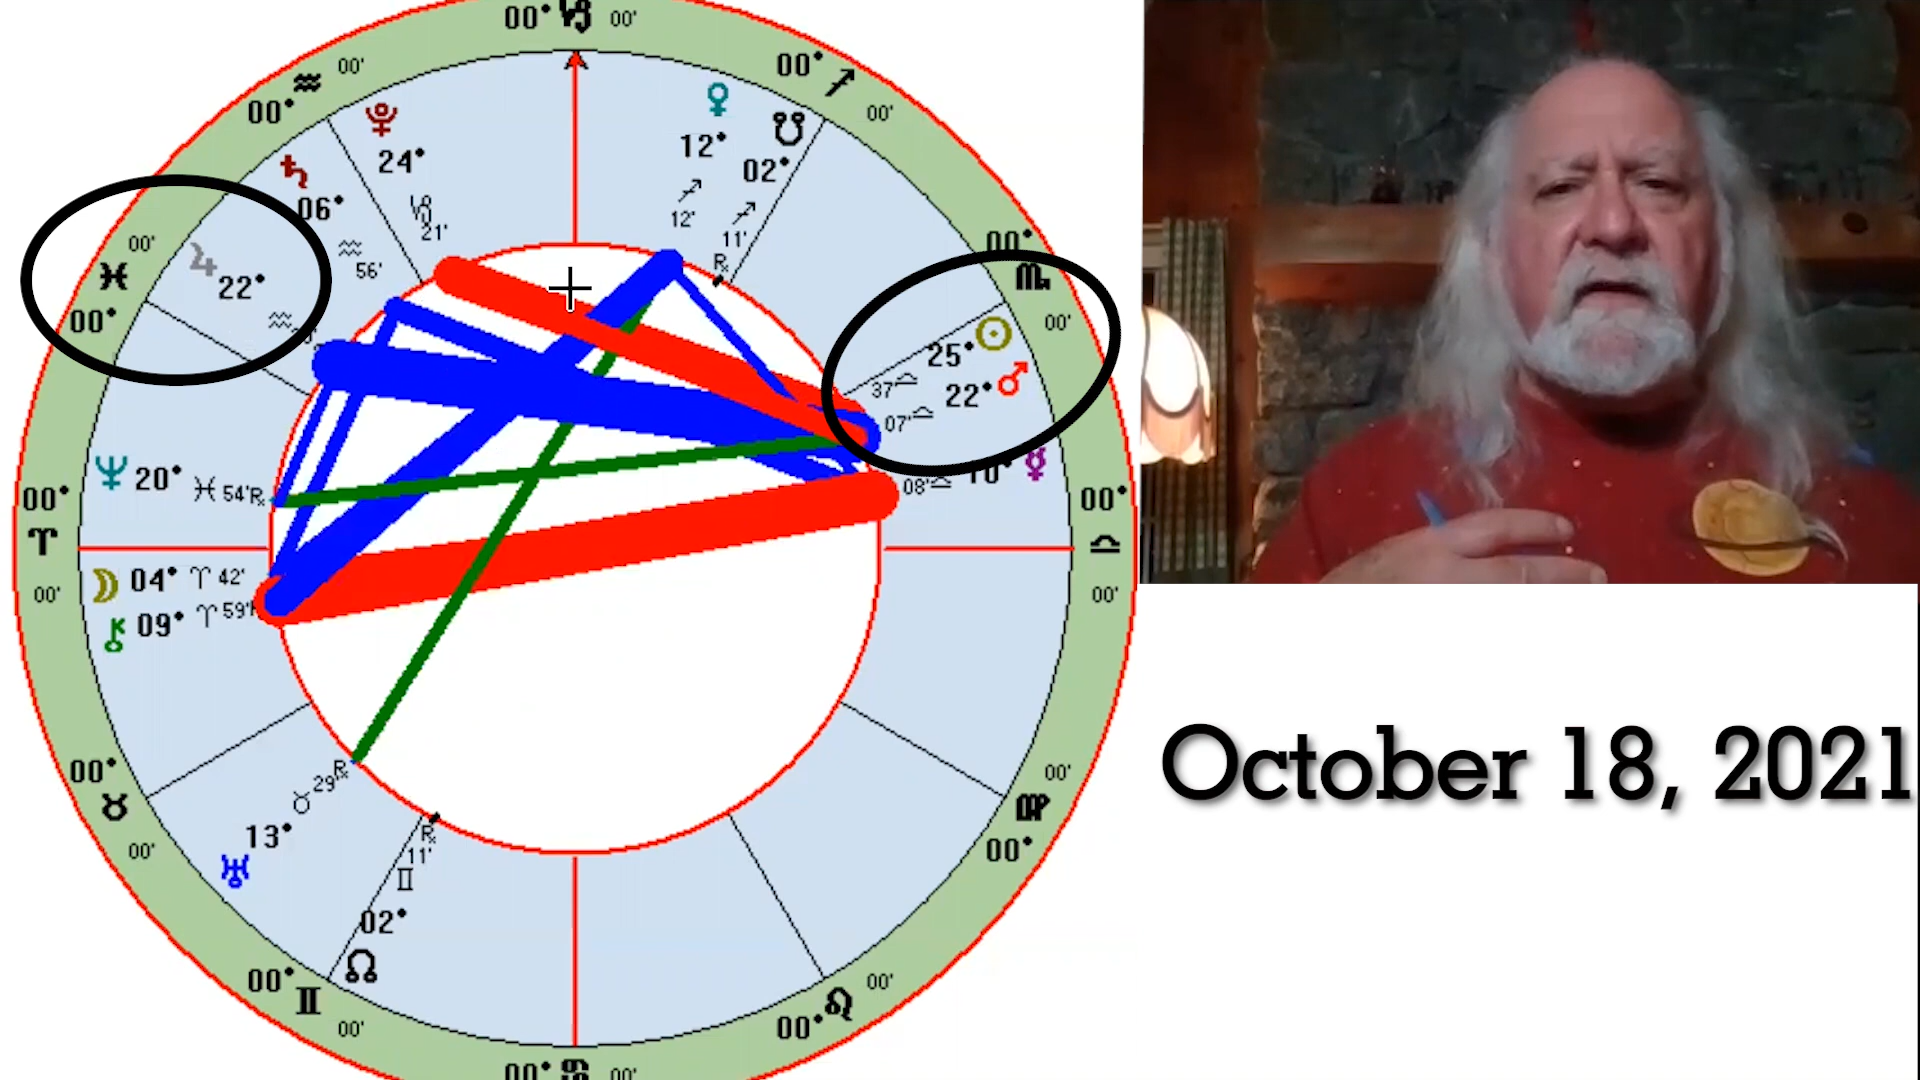 00° ♑ 00'
00° ♐ 00'
00' ♒ 00°
♇ 24° ♑ 21'
♀ 12° ♐ 12'
☋ 02° ♐ 11' ℞
♄ 06° ♒ 56'
00' ♓ 00°
♃ 22° ♒
00° ♏ 00'
☉ 25° ♎ 37'
♂ 22° ♎ 07'
☿ 10° ♎ 08'
♆ 20° ♓ 54' ℞
00° ♈ 00'
00° ♎ 00'
☽ 04° ♈ 42'
⚷ 09° ♈ 59'
October 18, 2021
00° ♉ 00'
00' ♍ 00°
♅ 13° ♉ 29' ℞
☊ 02° ♊ 11' ℞
00° ♊ 00'
00° ♌ 00'
00° ♋ 00'